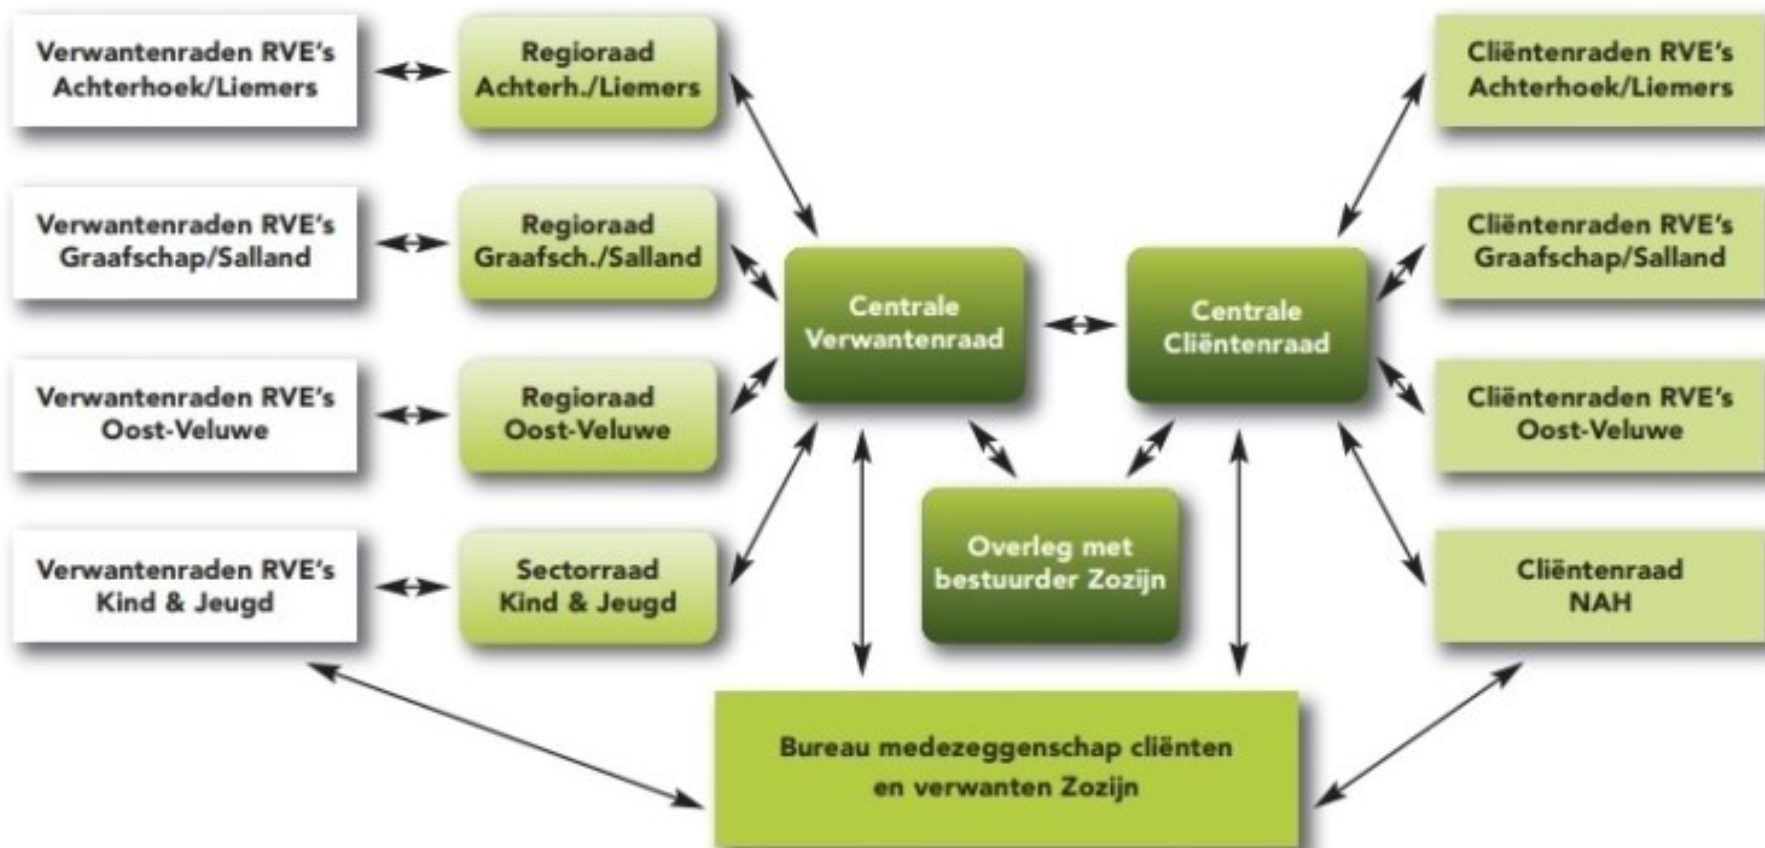 Verwantenraden RVE's
Achterhoek/Liemers
Regioraad
Achterh./Liemers
Cliëntenraden RVE's
Achterhoek/Liemers
Verwantenraden RVE's
Graafschap/Salland
Regioraad
Graafsch./Salland
Cliëntenraden RVE's
Graafschap/Salland
Centrale
Verwantenraad
Centrale
Cliëntenraad
Verwantenraden RVE's
Oost-Veluwe
Regioraad
Oost-Veluwe
Cliëntenraden RVE's
Oost-Veluwe
Verwantenraden RVE's
Kind & Jeugd
Sectorraad
Kind & Jeugd
Overleg met
bestuurder Zozijn
Cliëntenraad
NAH
Bureau medezeggenschap cliënten
en verwanten Zozijn